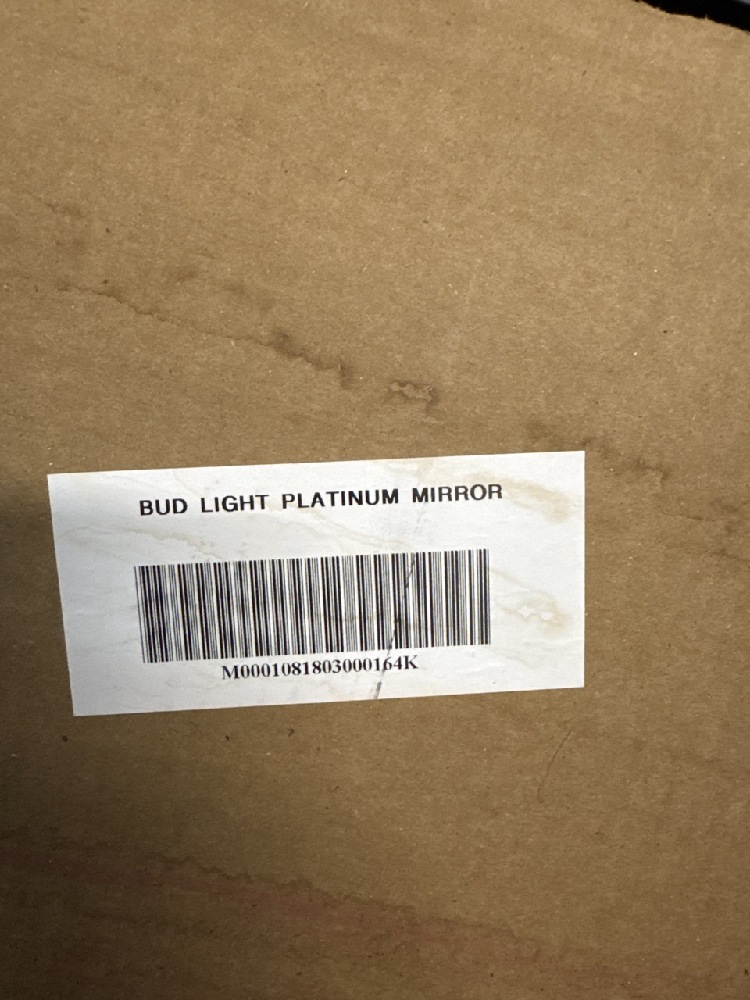 BUD LIGHT PLATINUM MIRROR
M0001081803000164K